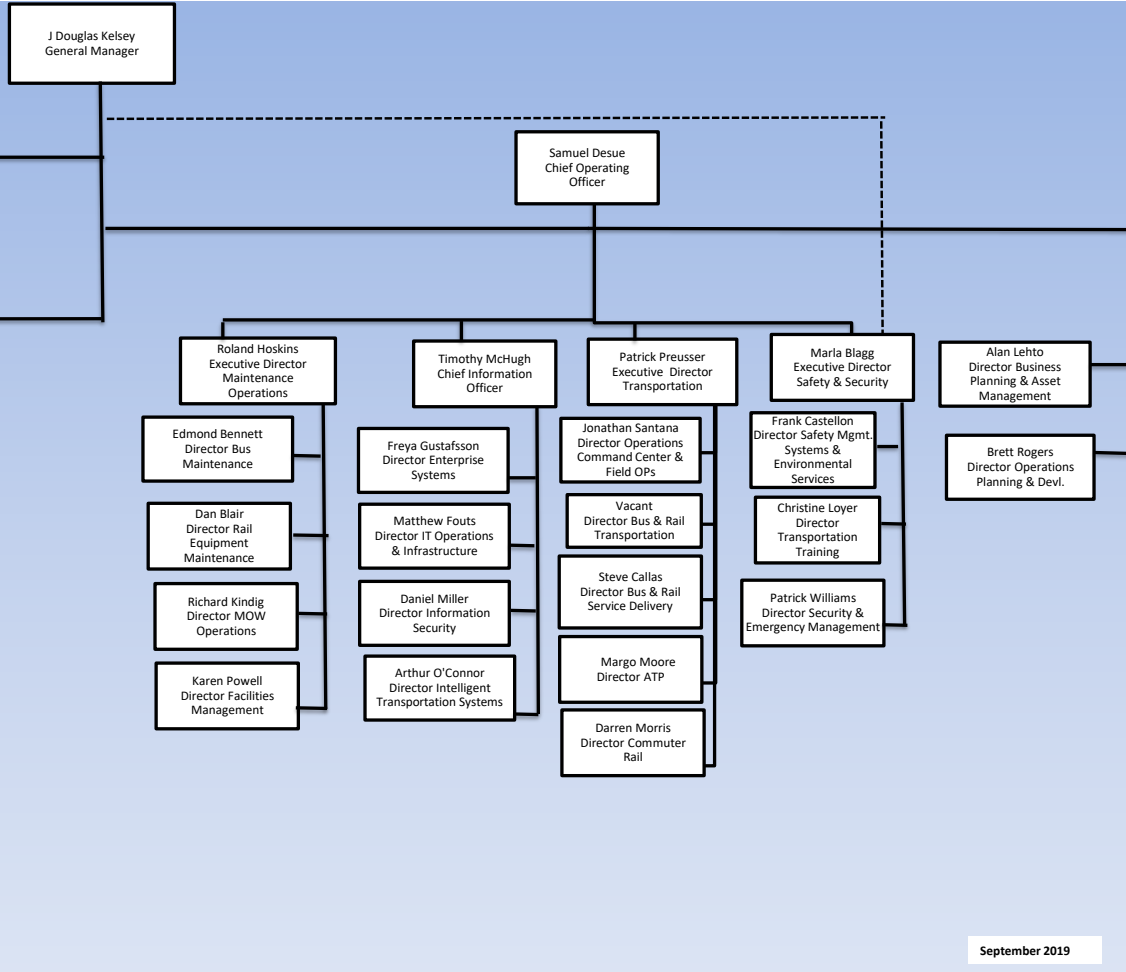 J Douglas Kelsey
General Manager
Samuel Desue
Chief Operating
Officer
Roland Hoskins
Executive Director
Maintenance
Operations
Edmond Bennett
Director Bus
Maintenance
Dan Blair
Director Rail
Equipment
Maintenance
Richard Kindig
Director MOW
Operations
Karen Powell
Director Facilities
Management
Timothy McHugh
Chief Information
Officer
Freya Gustafsson
Director Enterprise
Systems
Matthew Fouts
Director IT Operations
& Infrastructure
Daniel Miller
Director Information
Security
Arthur O'Connor
Director Intelligent
Transportation Systems
Patrick Preusser
Executive Director
Transportation
Jonathan Santana
Director Operations
Command Center &
Field OPs
Vacant
Director Bus & Rail
Transportation
Steve Callas
Director Bus & Rail
Service Delivery
Margo Moore
Director ATP
Darren Morris
Director Commuter
Rail
Marla Blagg
Executive Director
Safety & Security
Frank Castellon
Director Safety Mgmt.
Systems &
Environmental
Services
Christine Loyer
Director
Transportation
Training
Patrick Williams
Director Security &
Emergency Management
Alan Lehto
Director Business
Planning & Asset
Management
Brett Rogers
Director Operations
Planning & Devl.
September 2019